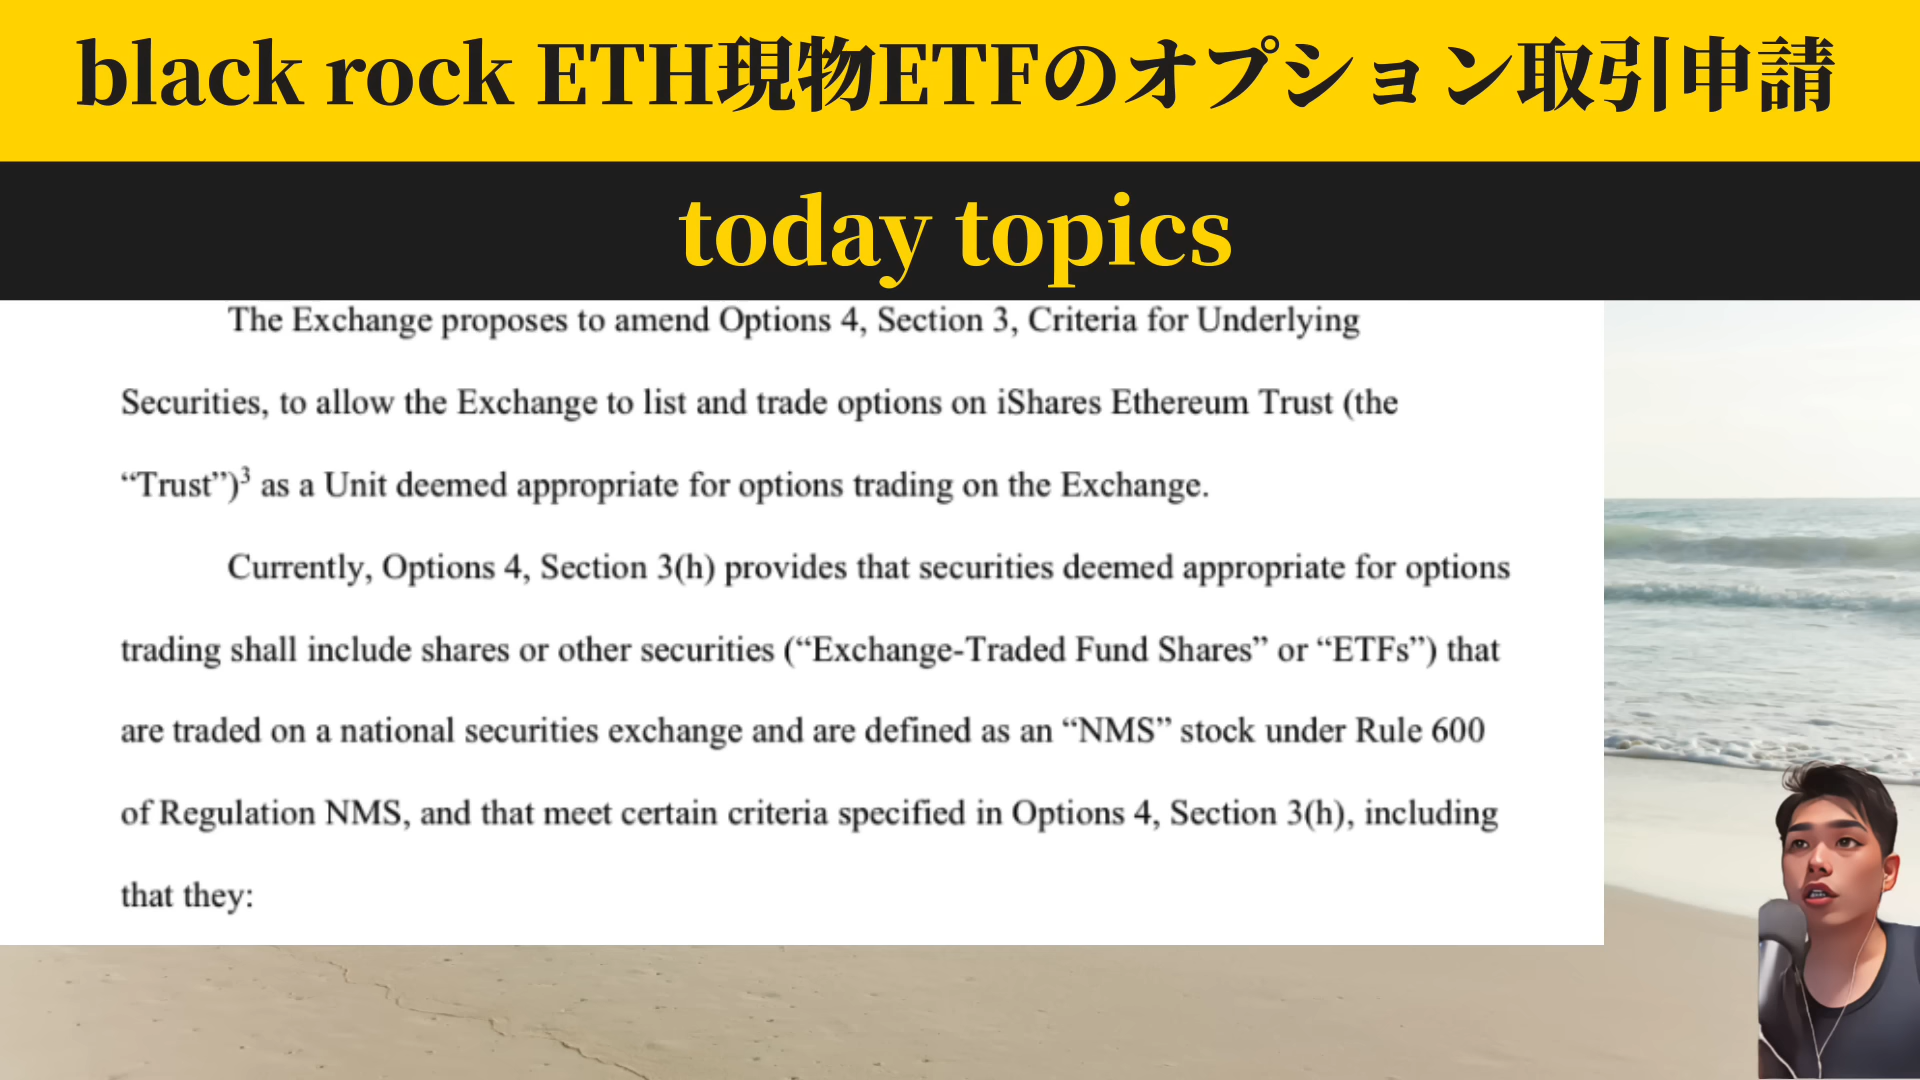 black rock ETH現物ETFのオプション取引申請
today topics
The Exchange proposes to amend Options 4, Section 3, Criteria for Underlying
Securities, to allow the Exchange to list and trade options on iShares Ethereum Trust (the
“Trust”)³ as a Unit deemed appropriate for options trading on the Exchange.
Currently, Options 4, Section 3(h) provides that securities deemed appropriate for options
trading shall include shares or other securities (“Exchange-Traded Fund Shares” or “ETFs”) that
are traded on a national securities exchange and are defined as an “NMS” stock under Rule 600
of Regulation NMS, and that meet certain criteria specified in Options 4, Section 3(h), including
that they: